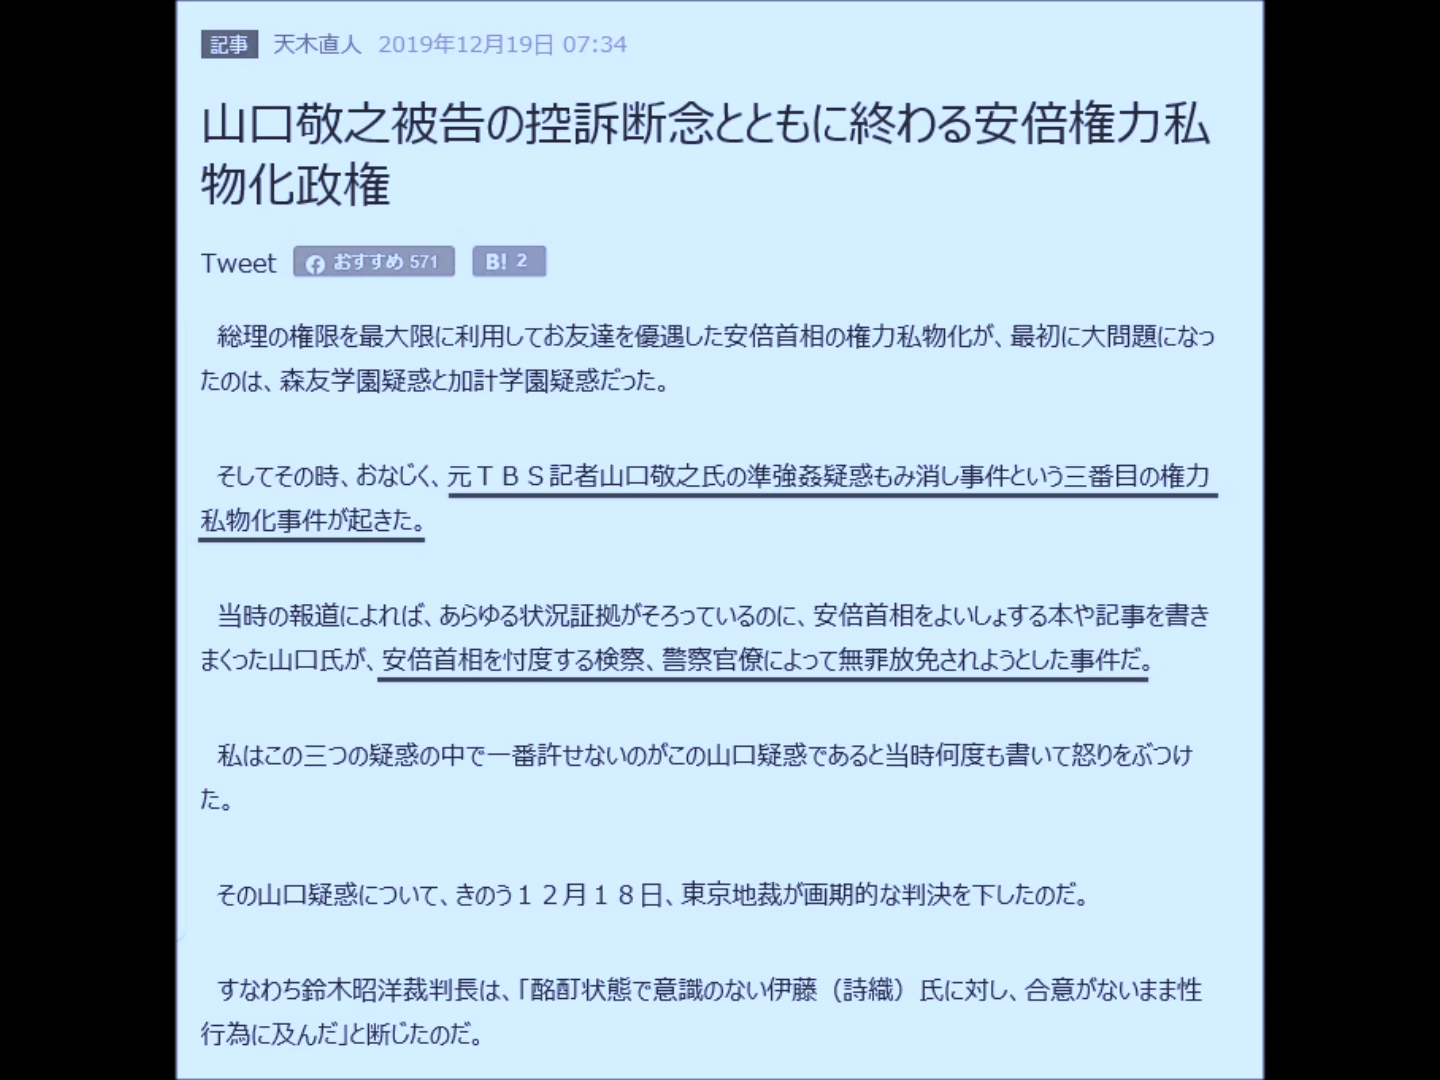 記事 天木直人 2019年12月19日 07:34
山口敬之被告の控訴断念とともに終わる安倍権力私
物化政権
Tweet おすすめ 571 B! 2
総理の権限を最大限に利用してお友達を優遇した安倍首相の権力私物化が、最初に大問題になっ
たのは、森友学園疑惑と加計学園疑惑だった。
そしてその時、おなじく、元ＴＢＳ記者山口敬之氏の準強姦疑惑もみ消し事件という三番目の権力
私物化事件が起きた。
当時の報道によれば、あらゆる状況証拠がそろっているのに、安倍首相をよいしょする本や記事を書き
まくった山口氏が、安倍首相を忖度する検察、警察官僚によって無罪放免されようとした事件だ。
私はこの三つの疑惑の中で一番許せないのがこの山口疑惑であると当時何度も書いて怒りをぶつけ
た。
その山口疑惑について、きのう１２月１８日、東京地裁が画期的な判決を下したのだ。
すなわち鈴木昭洋裁判長は、「酩酊状態で意識のない伊藤（詩織）氏に対し、合意がないまま性
行為に及んだ」と断じたのだ。